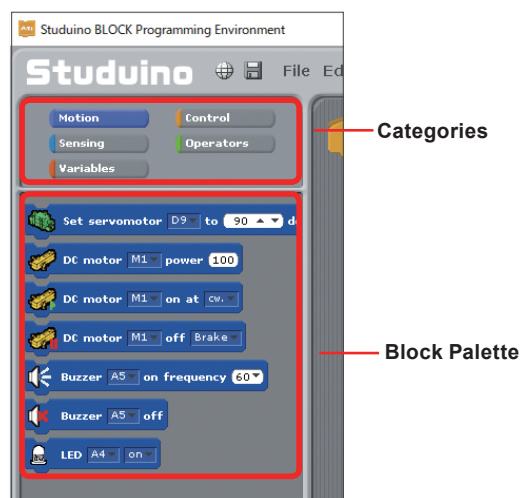 Studuino BLOCK Programming Environment
Studuino File Ed
Motion Control
Sensing Operators
Variables
Categories
Set servomotor D9 to 90 de
DC motor M1 power 100
DC motor M1 on at cw.
DC motor M1 off Brake
Block Palette
Buzzer A5 on frequency 60
Buzzer A5 off
LED A4 on